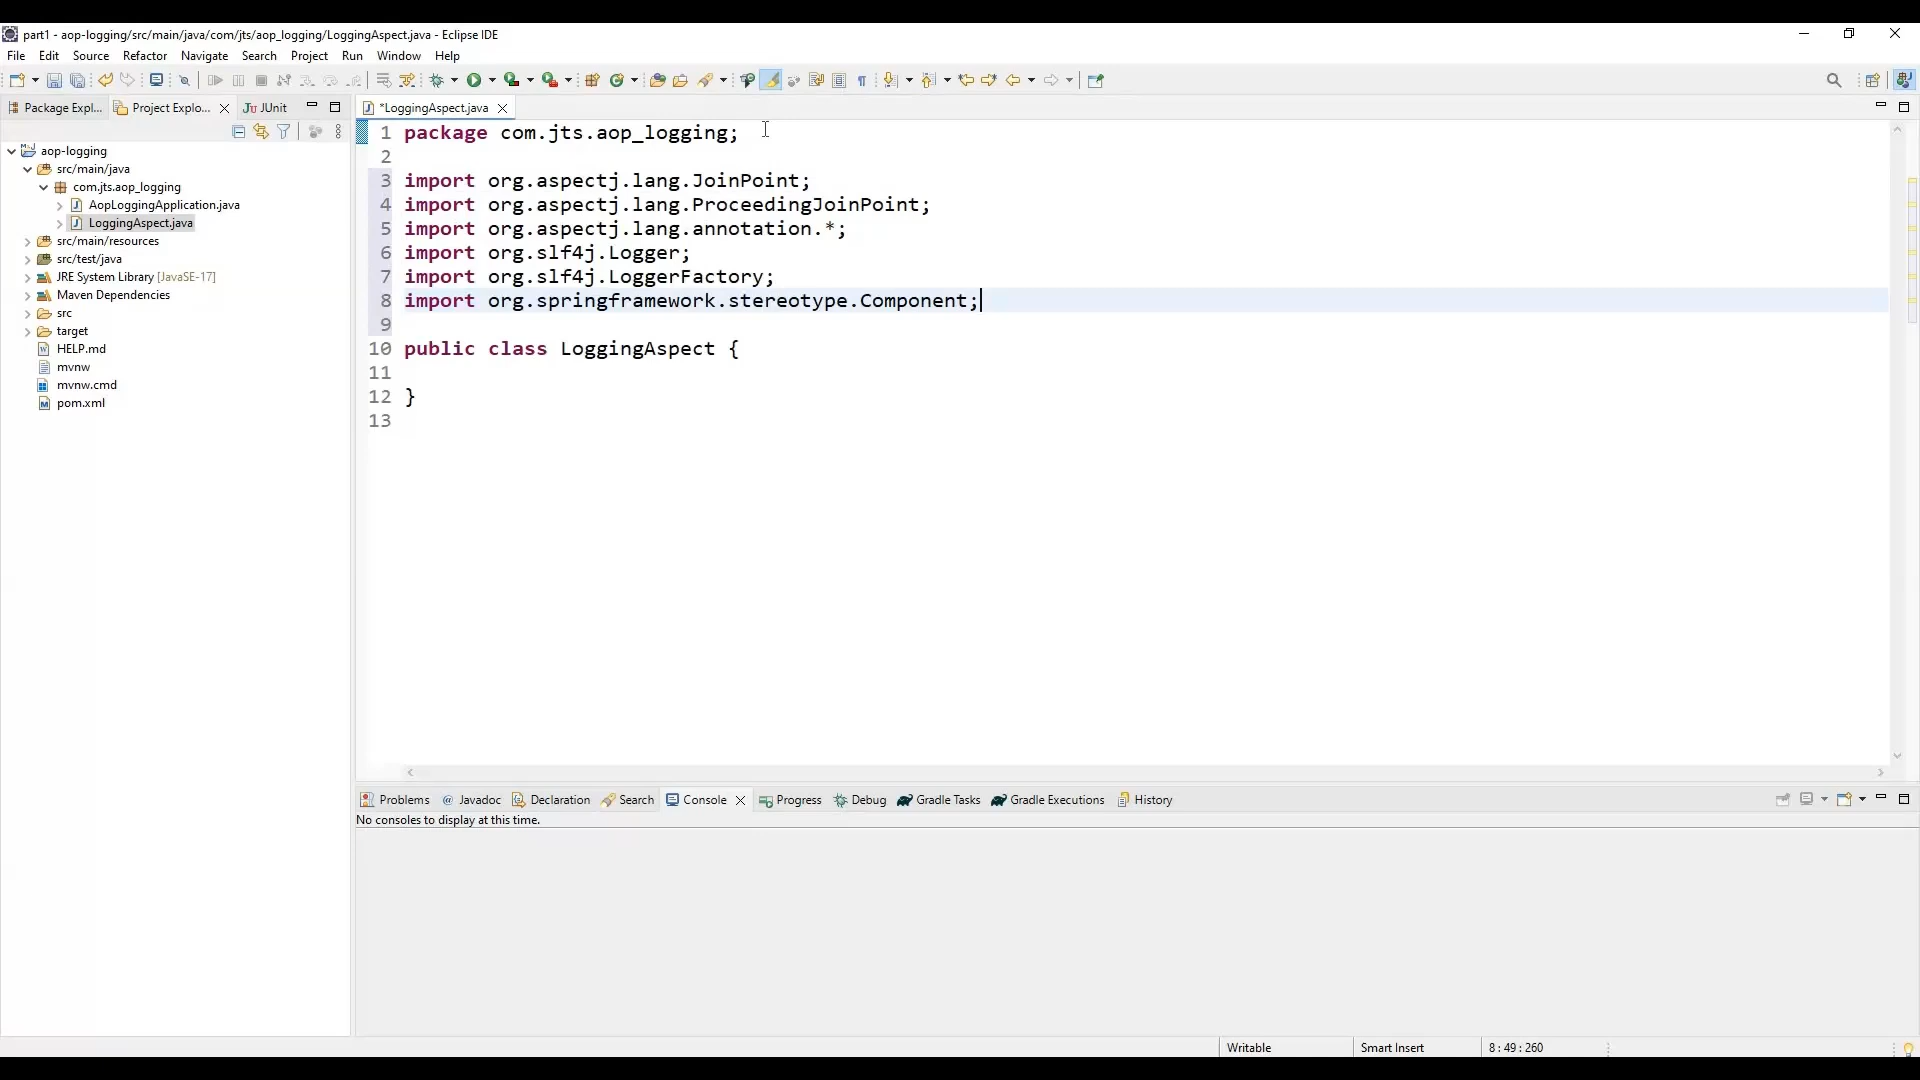 part1 - aop-logging/src/main/java/com/jts/aop_logging/LoggingAspect.java - Eclipse IDE
File Edit Source Refactor Navigate Search Project Run Window Help
Package Expl... Project Explo... JUnit
*LoggingAspect.java
aop-logging
src/main/java
com.jts.aop_logging
AopLoggingApplication.java
LoggingAspect.java
src/main/resources
src/test/java
JRE System Library [JavaSE-17]
Maven Dependencies
src
target
HELP.md
mvnw
mvnw.cmd
pom.xml
1 package com.jts.aop_logging;
2
3 import org.aspectj.lang.JoinPoint;
4 import org.aspectj.lang.ProceedingJoinPoint;
5 import org.aspectj.lang.annotation.*;
6 import org.slf4j.Logger;
7 import org.slf4j.LoggerFactory;
8 import org.springframework.stereotype.Component;
9
10 public class LoggingAspect {
11
12 }
13
Problems @ Javadoc Declaration Search Console Progress Debug Gradle Tasks Gradle Executions History
No consoles to display at this time.
Writable Smart Insert 8 : 49 : 260